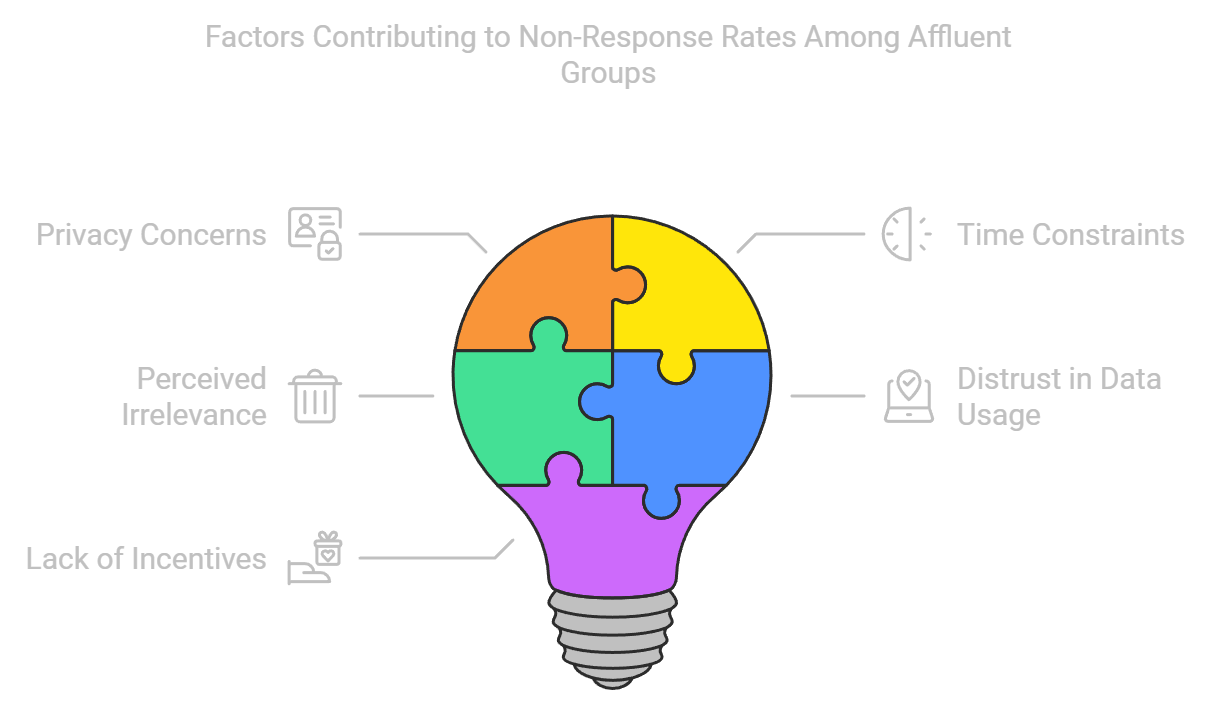 Factors Contributing to Non-Response Rates Among Affluent
Groups
Privacy Concerns
Time Constraints
Perceived
Irrelevance
Distrust in Data
Usage
Lack of Incentives